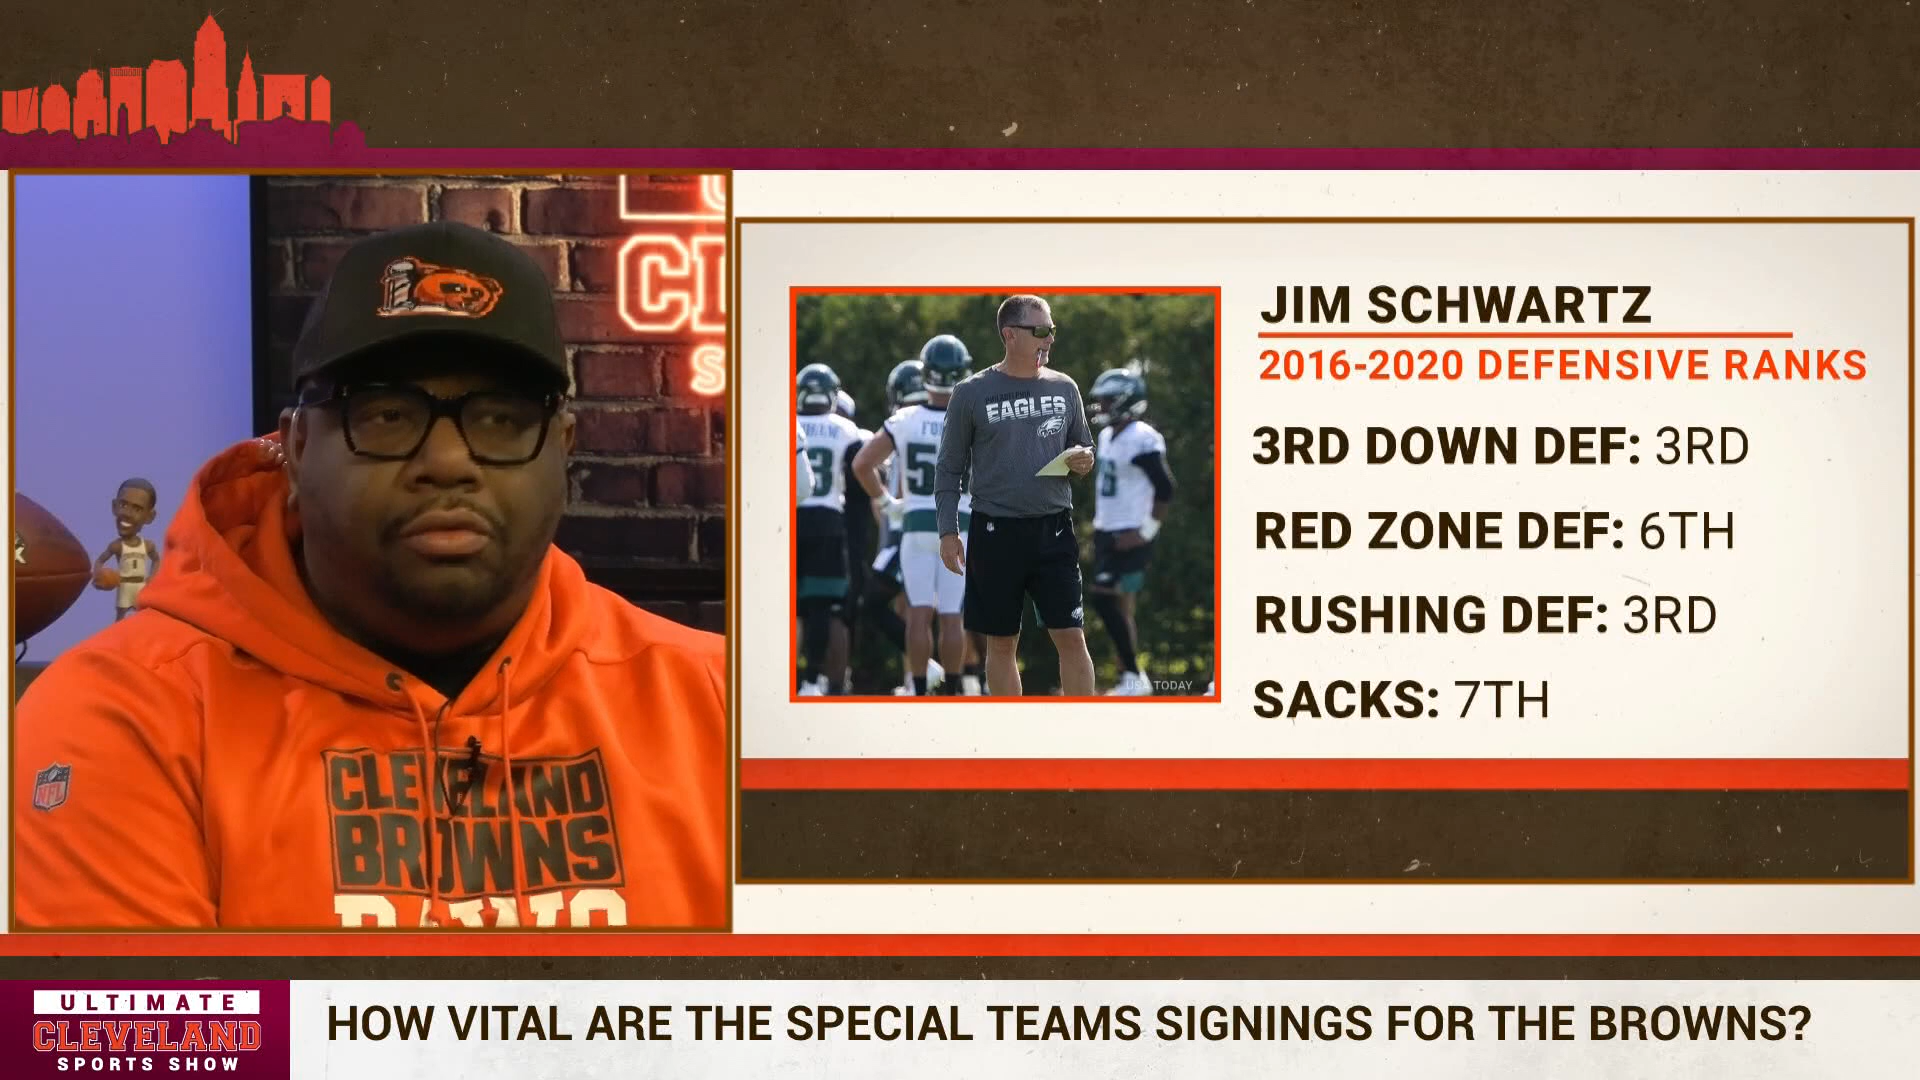 JIM SCHWARTZ
2016-2020 DEFENSIVE RANKS
3RD DOWN DEF: 3RD
RED ZONE DEF: 6TH
RUSHING DEF: 3RD
SACKS: 7TH
EAGLES
USA TODAY
NFL
CLEVELAND
BROWNS
DAWG
ULTIMATE
CLEVELAND
SPORTS SHOW
HOW VITAL ARE THE SPECIAL TEAMS SIGNINGS FOR THE BROWNS?